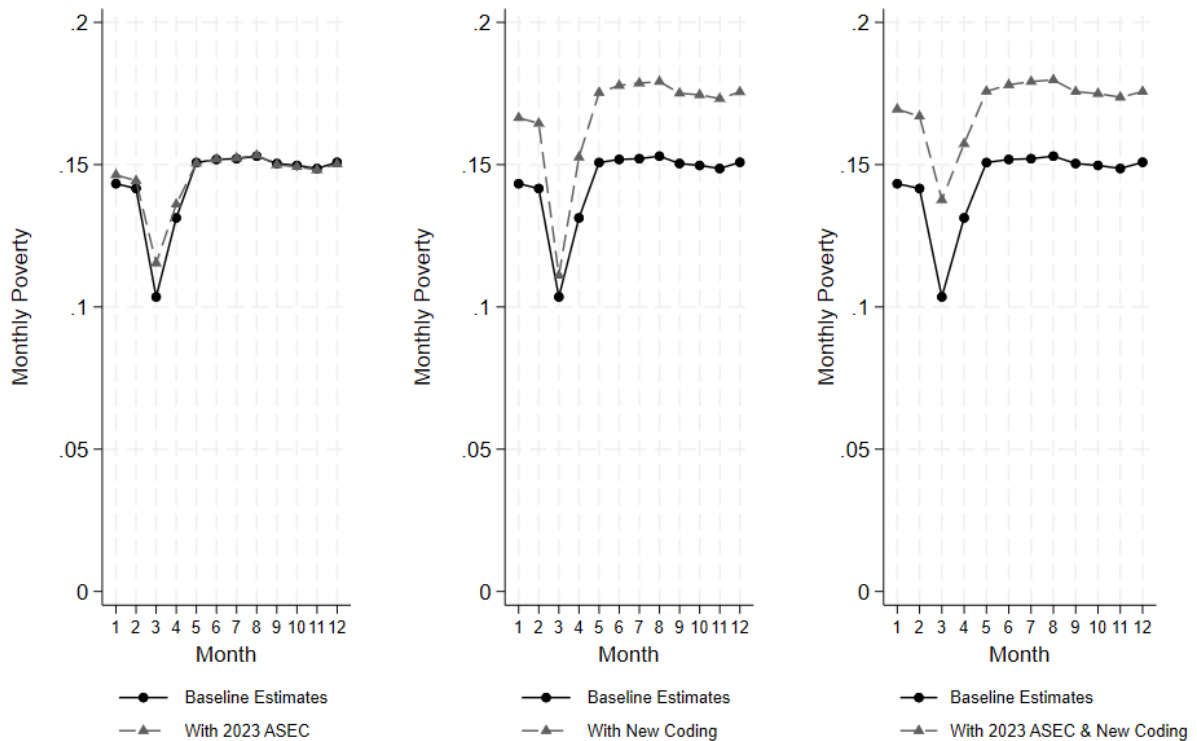 .2
.15
.1
.05
0
Monthly Poverty
1 2 3 4 5 6 7 8 9 10 11 12
Month
Baseline Estimates
With 2023 ASEC
.2
.15
.1
.05
0
Monthly Poverty
1 2 3 4 5 6 7 8 9 10 11 12
Month
Baseline Estimates
With New Coding
.2
.15
.1
.05
0
Monthly Poverty
1 2 3 4 5 6 7 8 9 10 11 12
Month
Baseline Estimates
With 2023 ASEC & New Coding